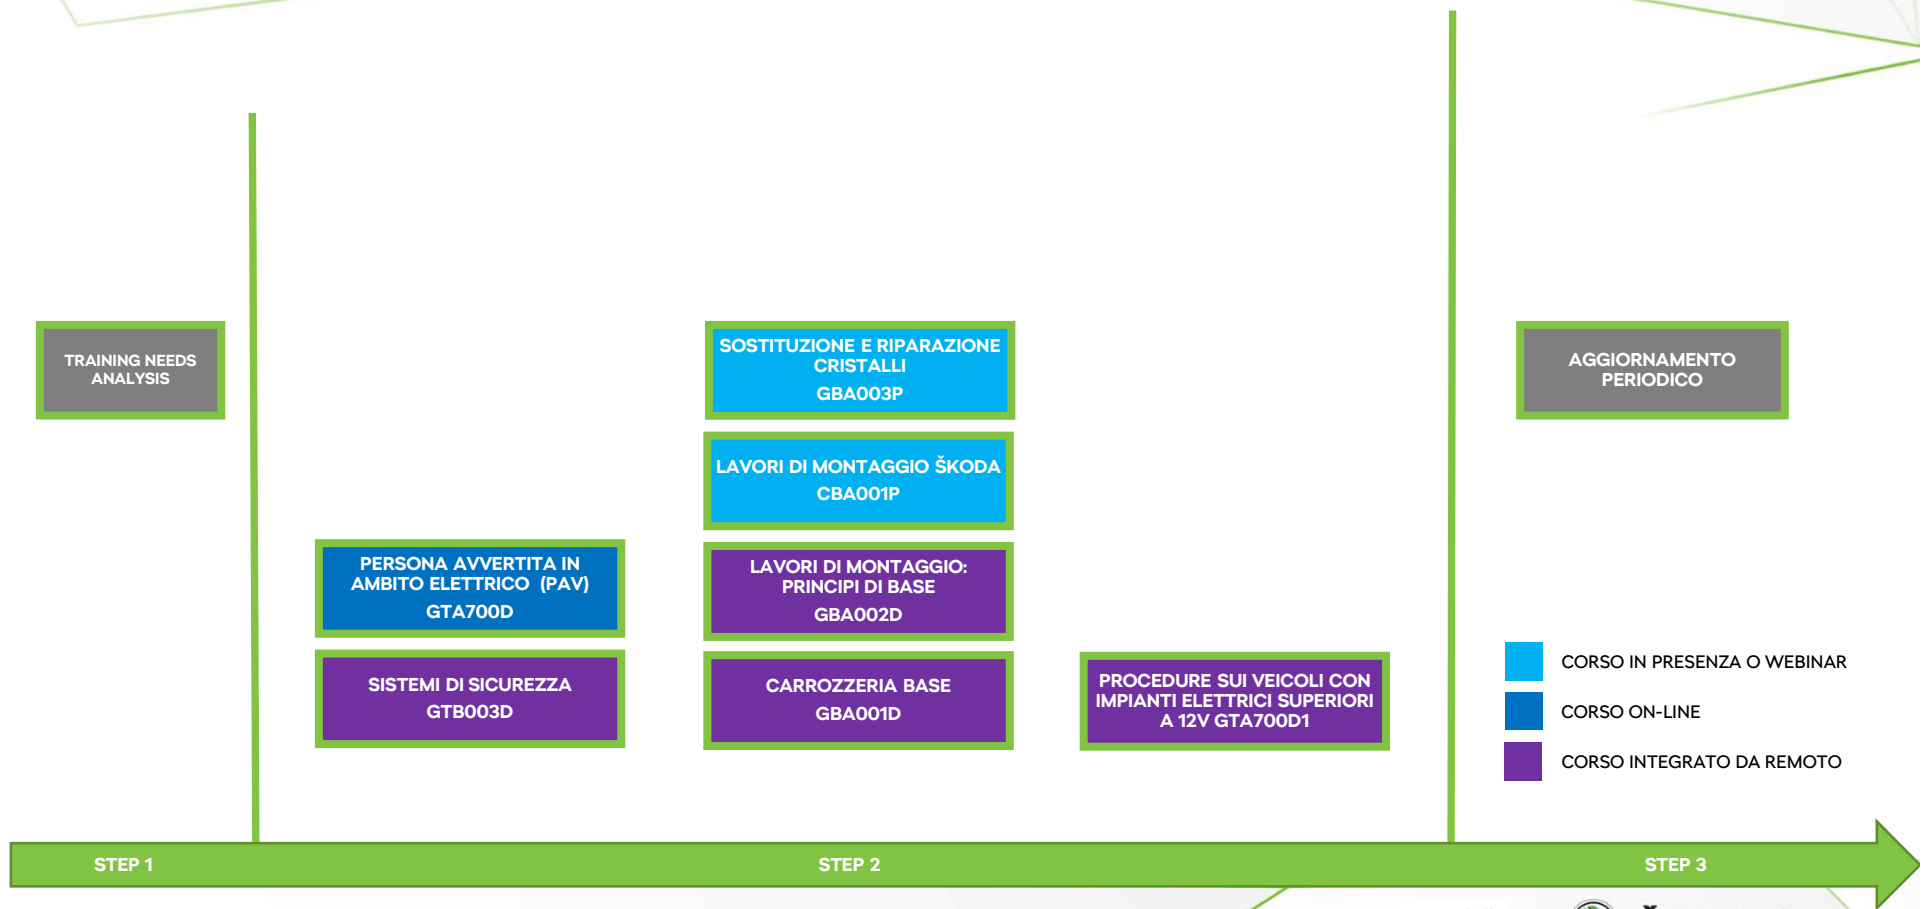 TRAINING NEEDS
ANALYSIS
PERSONA AVVERTITA IN
AMBITO ELETTRICO (PAV)
GTA700D
SISTEMI DI SICUREZZA
GTB003D
SOSTITUZIONE E RIPARAZIONE
CRISTALLI
GBA003P
LAVORI DI MONTAGGIO ŠKODA
CBA001P
LAVORI DI MONTAGGIO:
PRINCIPI DI BASE
GBA002D
CARROZZERIA BASE
GBA001D
PROCEDURE SUI VEICOLI CON
IMPIANTI ELETTRICI SUPERIORI
A 12V GTA700D1
AGGIORNAMENTO
PERIODICO
CORSO IN PRESENZA O WEBINAR
CORSO ON-LINE
CORSO INTEGRATO DA REMOTO
STEP 1
STEP 2
STEP 3